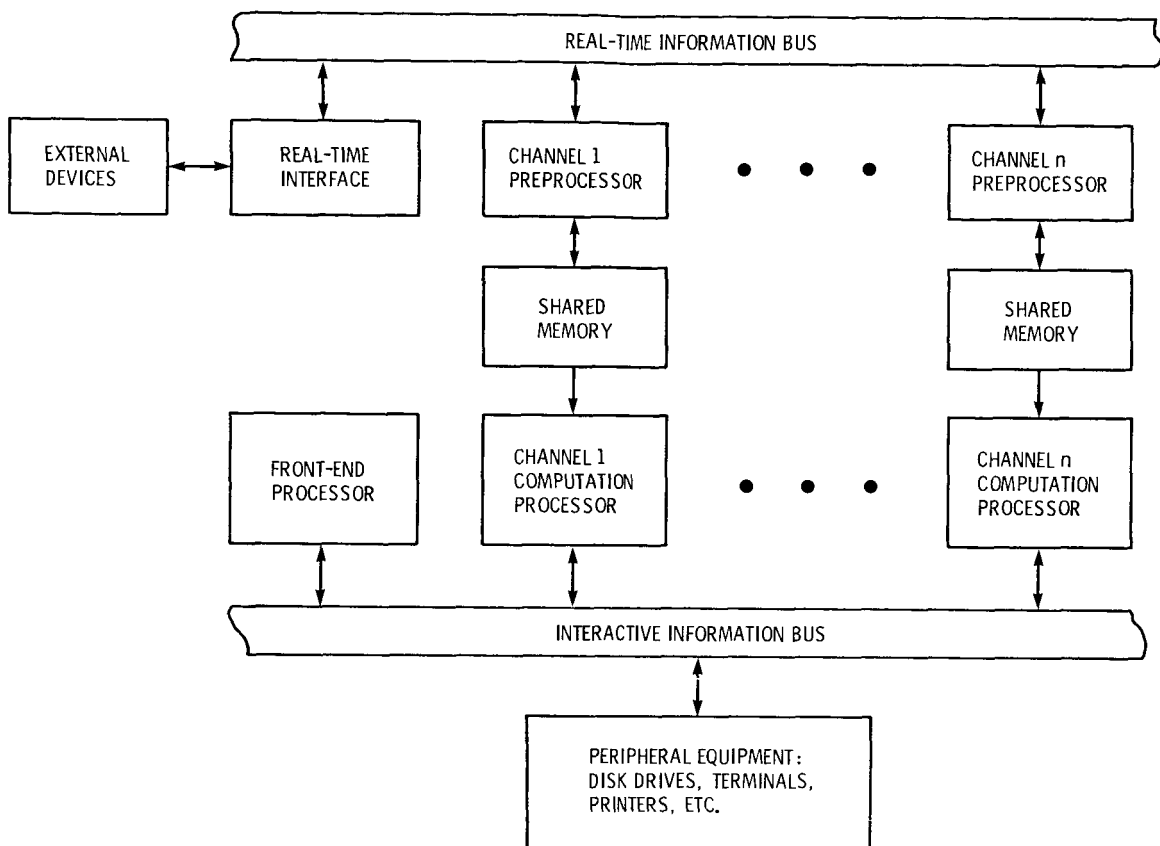 REAL-TIME INFORMATION BUS
EXTERNAL
DEVICES
REAL-TIME
INTERFACE
CHANNEL 1
PREPROCESSOR
CHANNEL n
PREPROCESSOR
SHARED
MEMORY
SHARED
MEMORY
FRONT-END
PROCESSOR
CHANNEL 1
COMPUTATION
PROCESSOR
CHANNEL n
COMPUTATION
PROCESSOR
INTERACTIVE INFORMATION BUS
PERIPHERAL EQUIPMENT:
DISK DRIVES, TERMINALS,
PRINTERS, ETC.